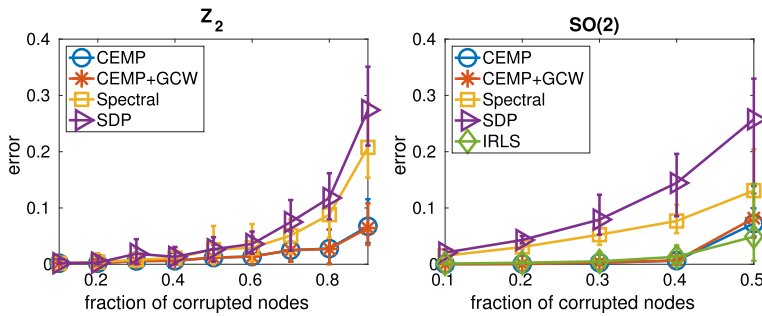 Z2
0.4
0.3
0.2
0.1
0
error
CEMP
CEMP+GCW
Spectral
SDP
0.2
0.4
0.6
0.8
fraction of corrupted nodes
SO(2)
0.4
0.3
0.2
0.1
0
error
CEMP
CEMP+GCW
Spectral
SDP
IRLS
0.1
0.2
0.3
0.4
0.5
fraction of corrupted nodes